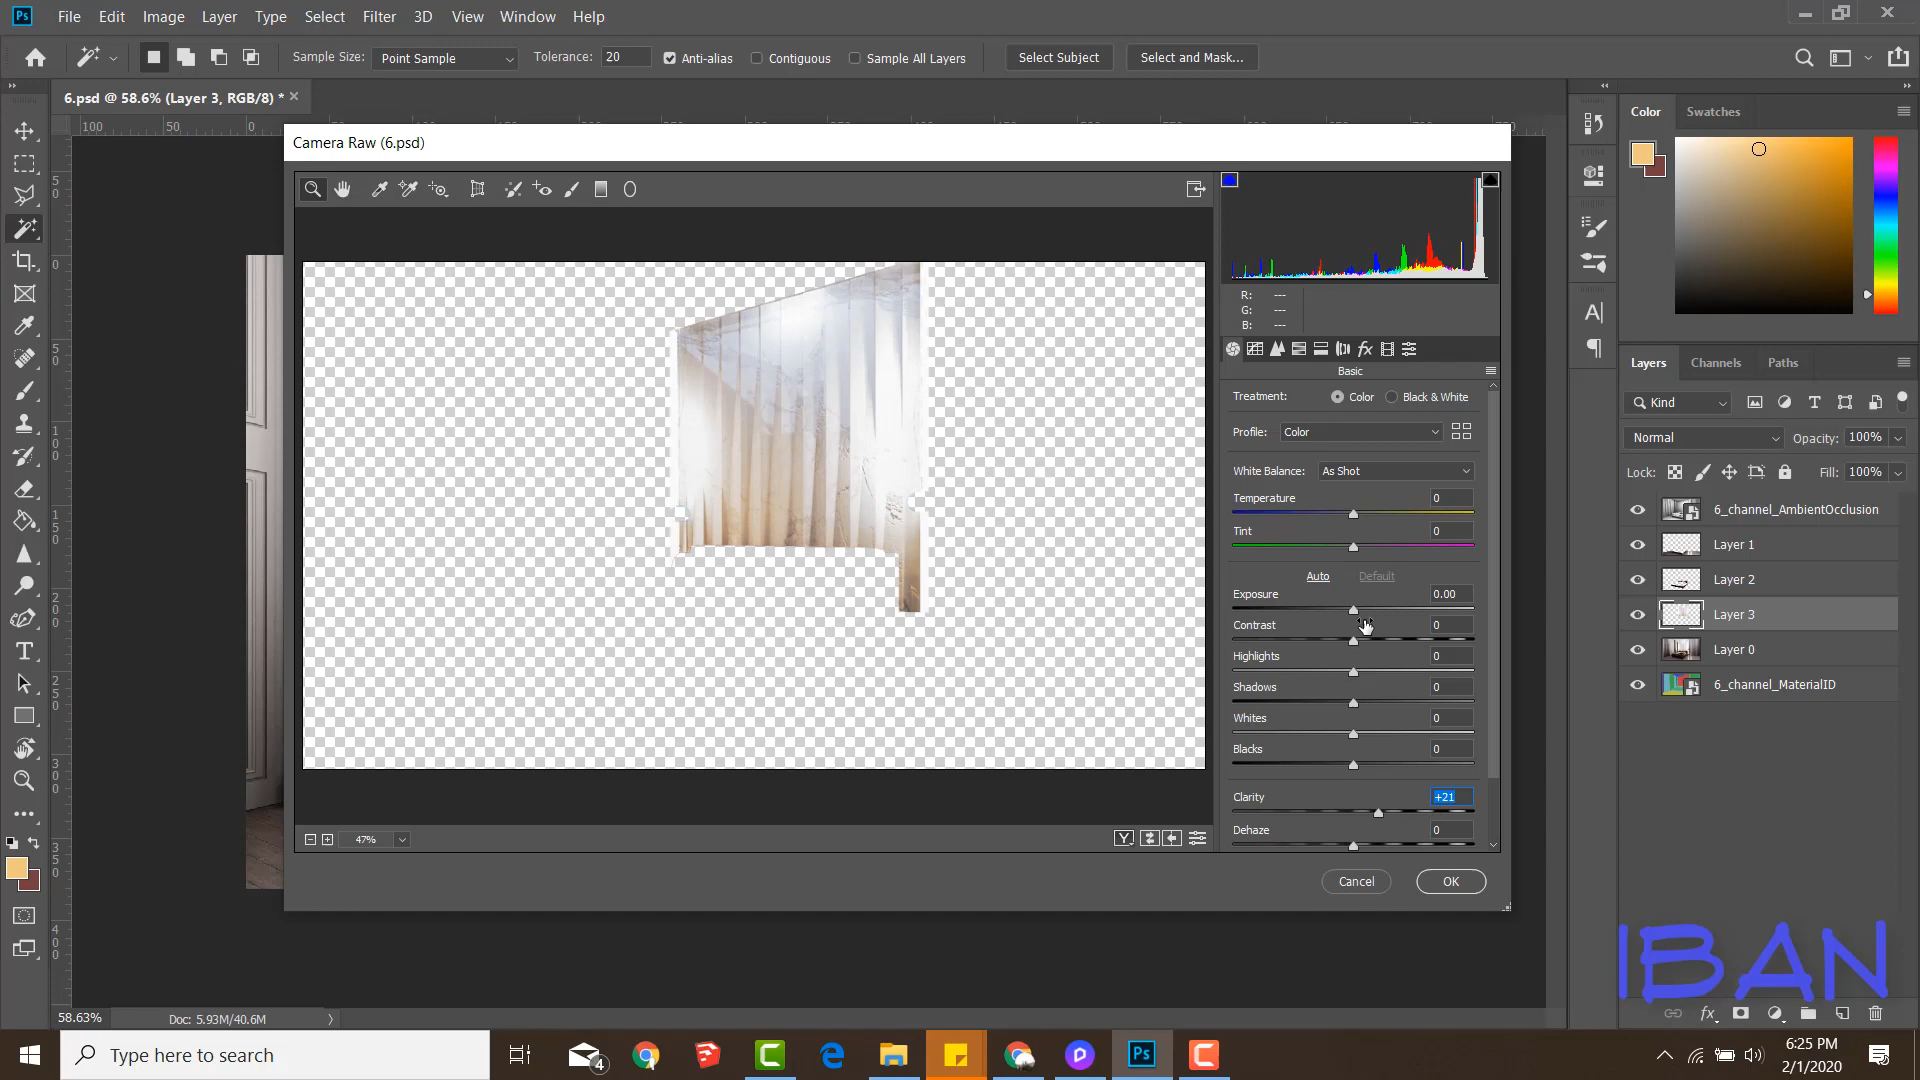 Ps File Edit Image Layer Type Select Filter 3D View Window Help
Sample Size: Point Sample Tolerance: 20 Anti-alias Contiguous Sample All Layers Select Subject Select and Mask...
6.psd @ 58.6% (Layer 3, RGB/8) *
100 50 0
Camera Raw (6.psd)
R: ---
G: ---
B: ---
Basic
Treatment: Color Black & White
Profile: Color
White Balance: As Shot
Temperature 0
Tint 0
Auto Default
Exposure 0.00
Contrast 0
Highlights 0
Shadows 0
Whites 0
Blacks 0
Clarity +21
Dehaze 0
47%
Cancel OK
Color Swatches
Layers Channels Paths
Kind
Normal Opacity: 100%
Lock: Fill: 100%
6_channel_AmbientOcclusion
Layer 1
Layer 2
Layer 3
Layer 0
6_channel_MaterialID
IBAN
58.63% Doc: 5.93M/40.6M
Type here to search
4
Ps
6:25 PM
2/1/2020